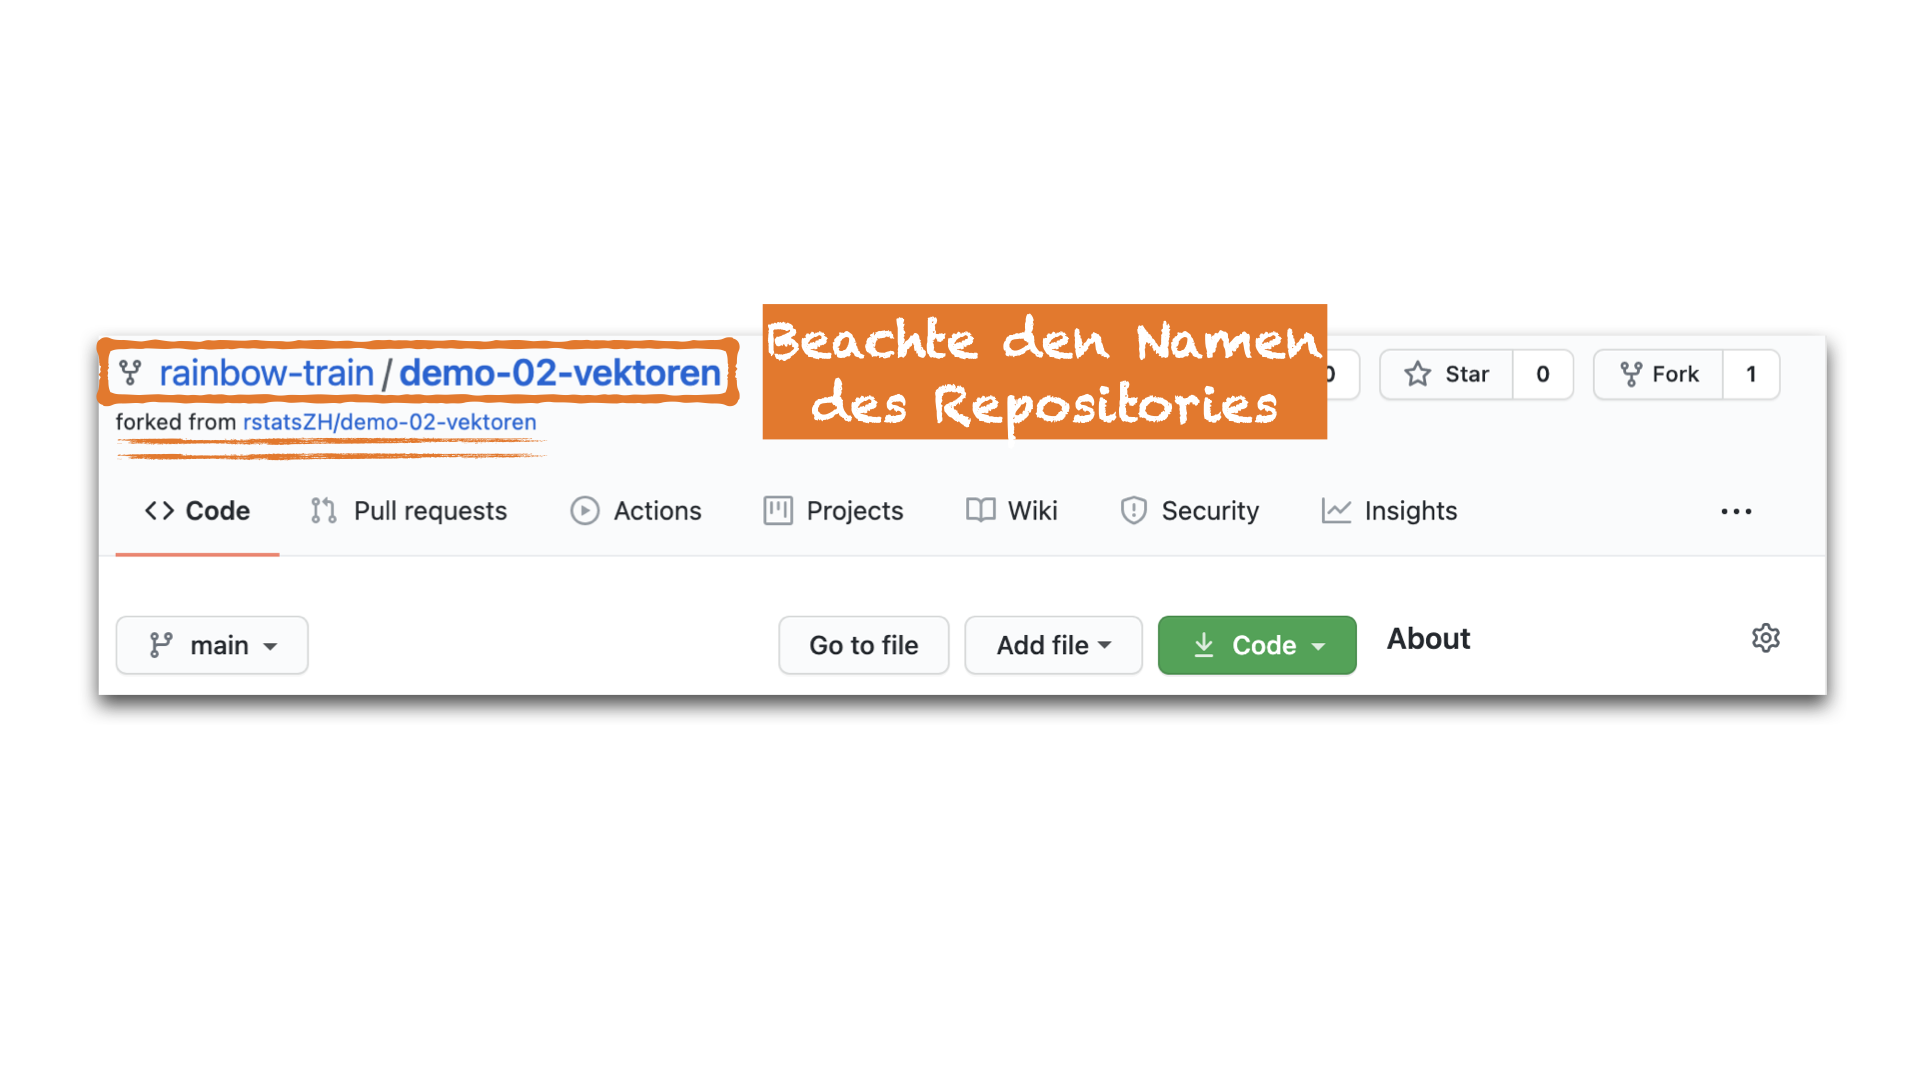 Beachte den Namen
des Repositories
rainbow-train / demo-02-vektoren
0 Star 0 Fork 1
forked from rstatsZH/demo-02-vektoren
Code Pull requests Actions Projects Wiki Security Insights ...
main Go to file Add file Code About